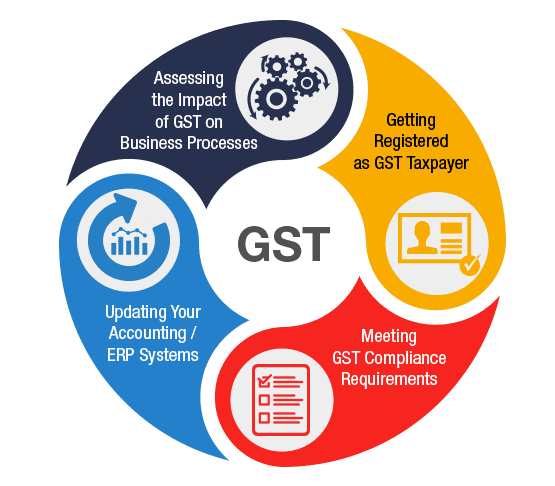 Assessing
the Impact
of GST on
Business Processes
Getting
Registered
as GST Taxpayer
GST
Updating Your
Accounting /
ERP Systems
Meeting
GST Compliance
Requirements